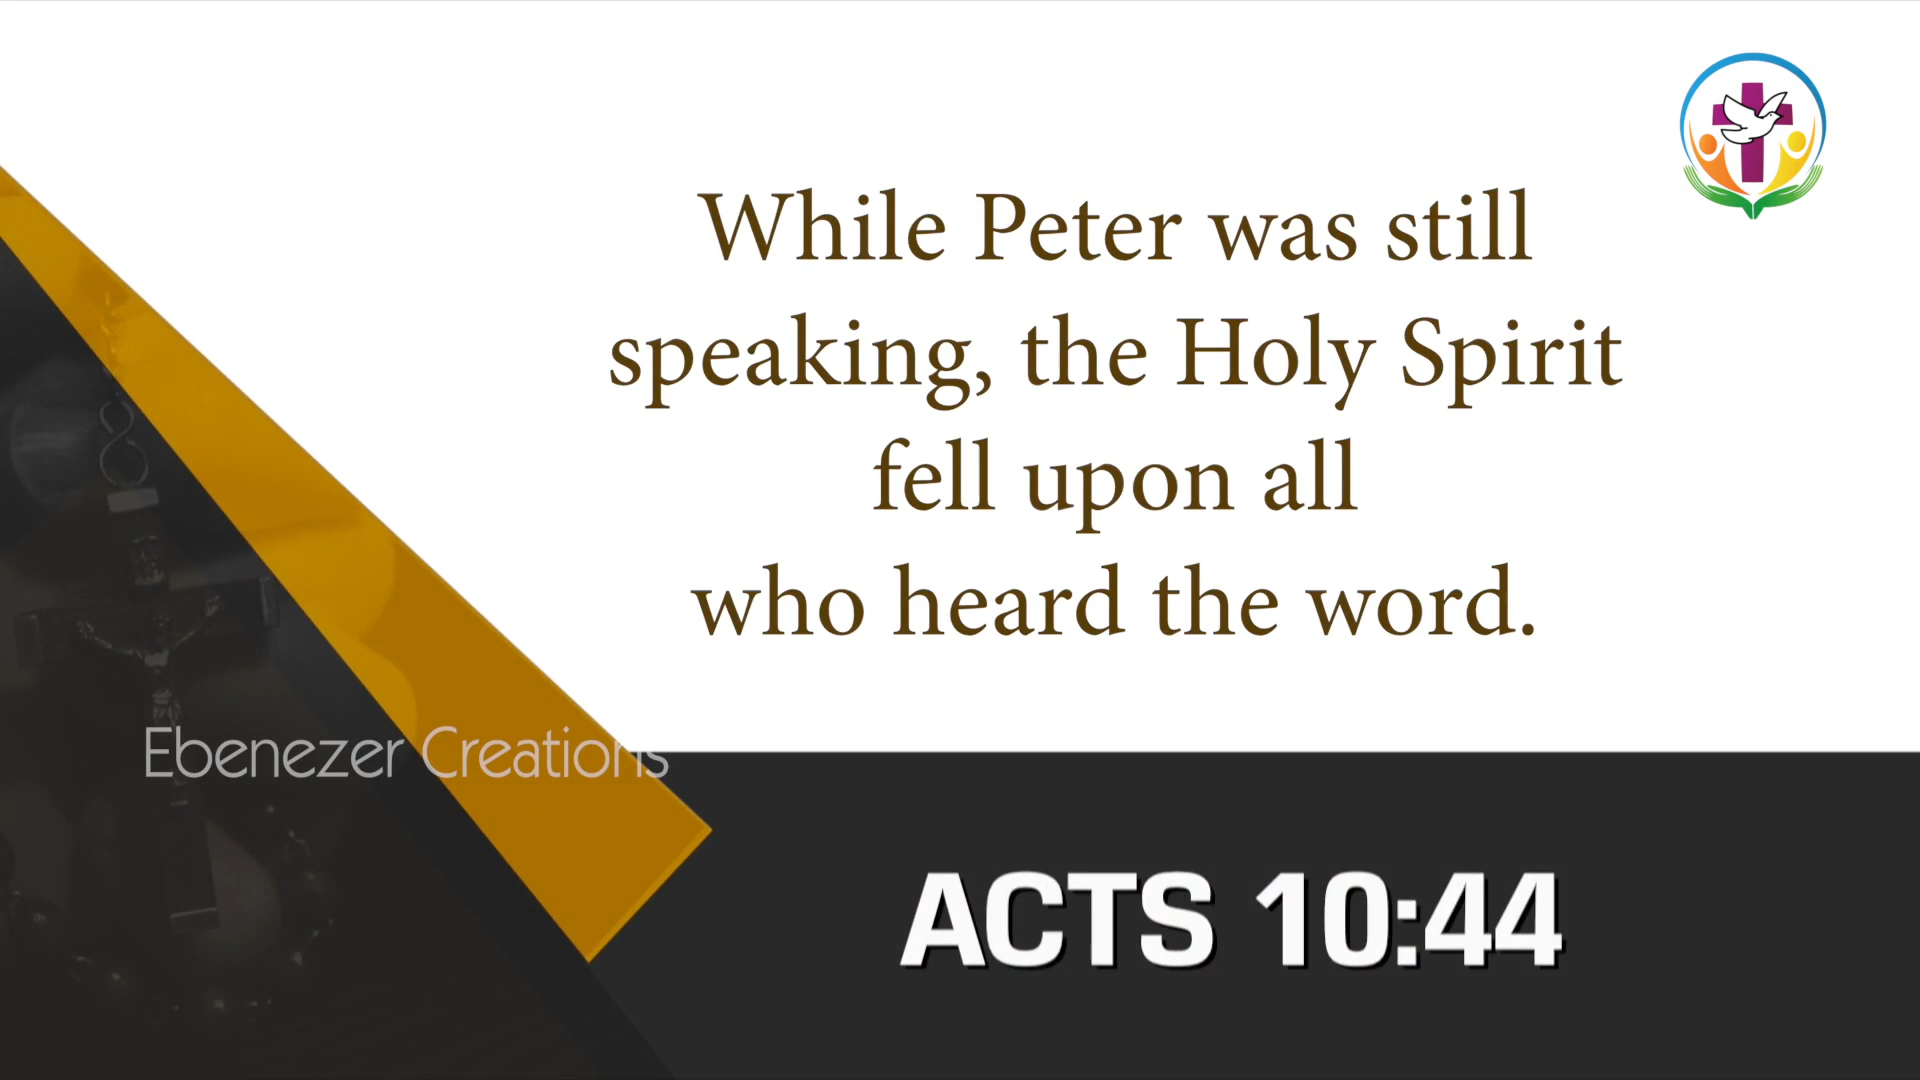 While Peter was still
speaking, the Holy Spirit
fell upon all
who heard the word.
Ebenezer Creations
ACTS 10:44